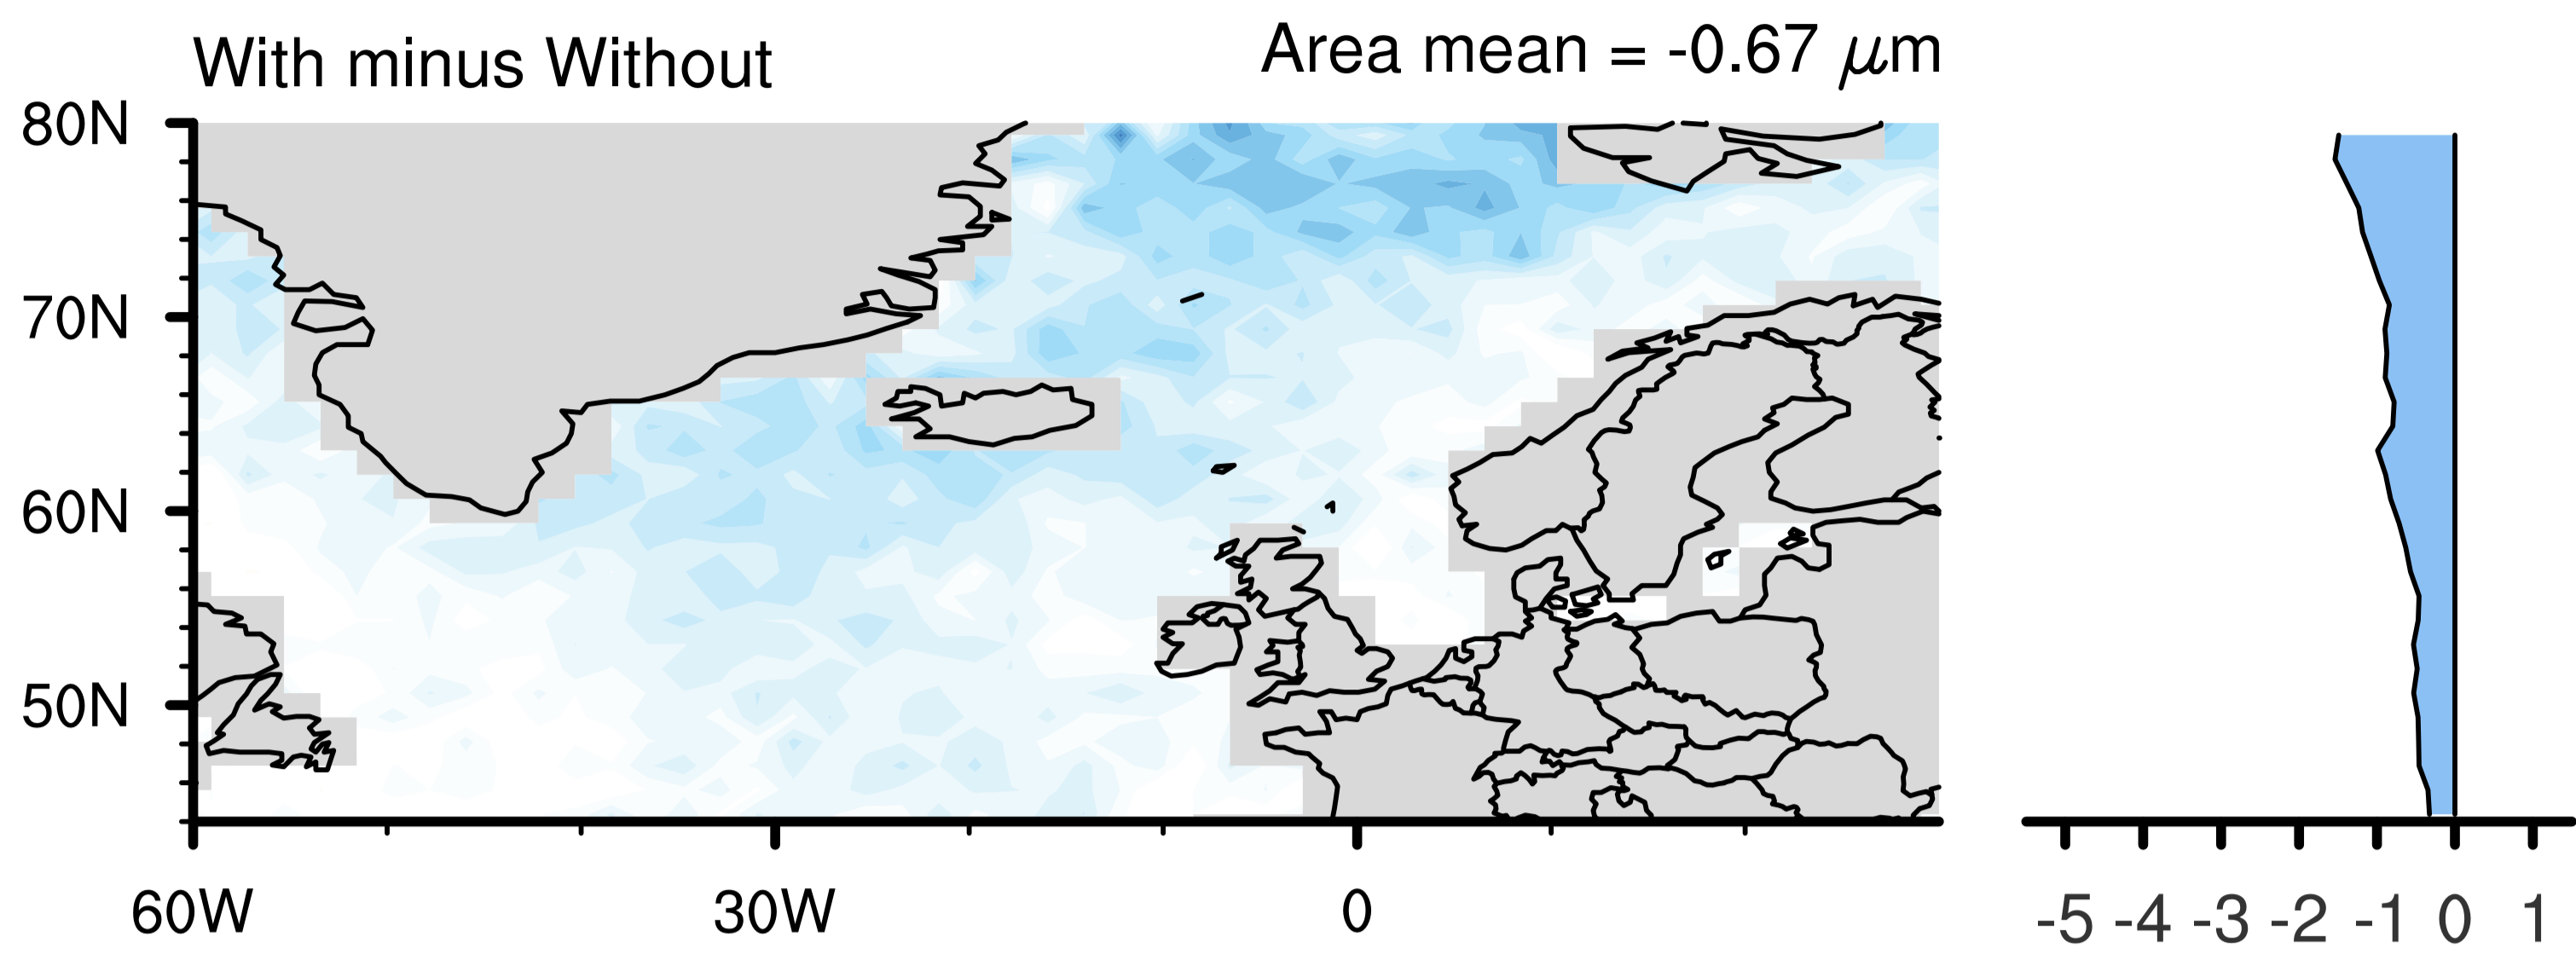 With minus Without
Area mean = -0.67 μm
80N
70N
60N
50N
60W 30W 0
-5 -4 -3 -2 -1 0 1